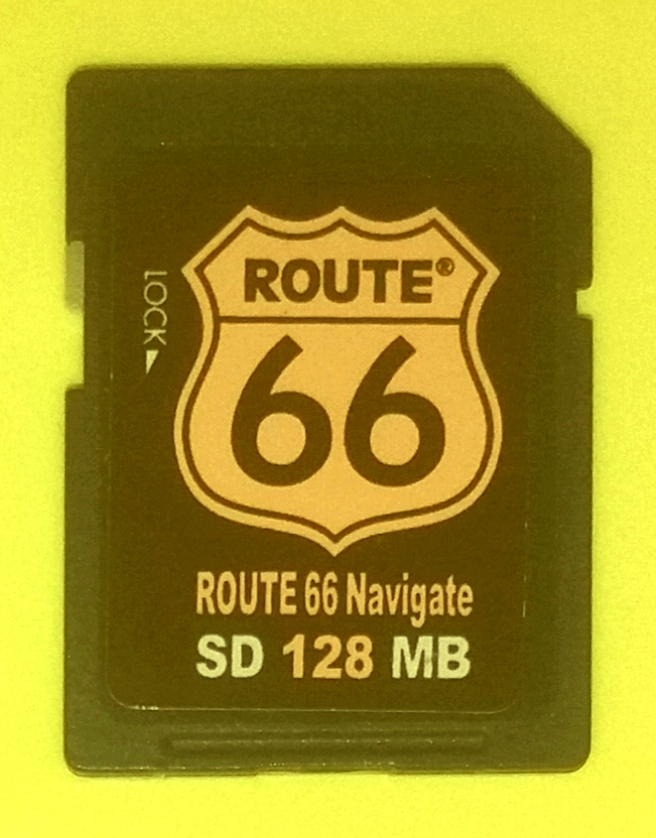 ROUTE®
66
LOCK
ROUTE 66 Navigate
SD 128 MB